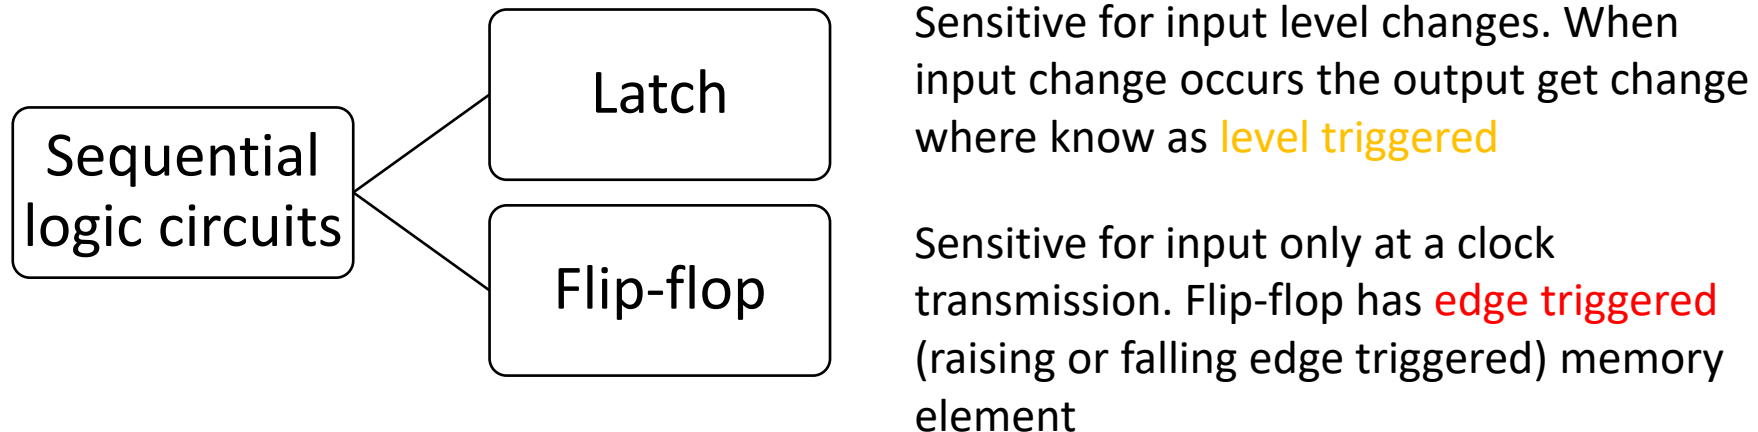 Sequential
logic circuits
Latch
Flip-flop
Sensitive for input level changes. When
input change occurs the output get change
where know as level triggered
Sensitive for input only at a clock
transmission. Flip-flop has edge triggered
(raising or falling edge triggered) memory
element